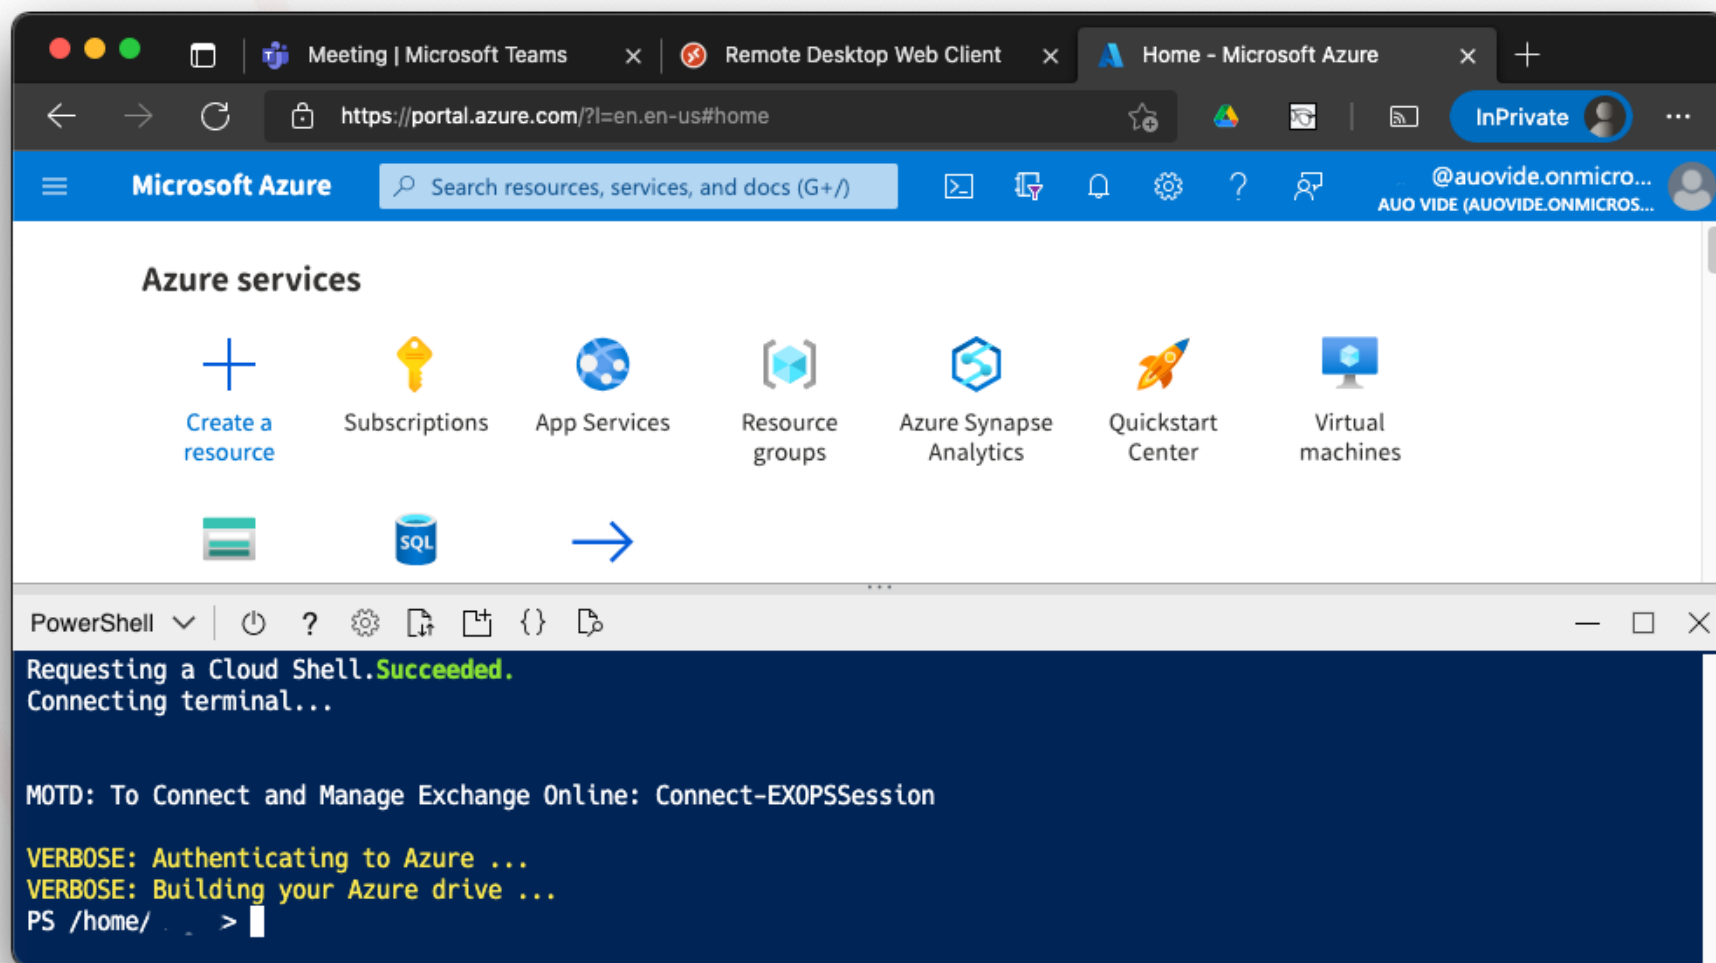 Meeting | Microsoft Teams
Remote Desktop Web Client
Home - Microsoft Azure
https://portal.azure.com/?l=en.en-us#home
InPrivate
Microsoft Azure
Search resources, services, and docs (G+/)
@auovide.onmicro...
AUO VIDE (AUOVIDE.ONMICROS...
Azure services
Create a resource
Subscriptions
App Services
Resource groups
Azure Synapse Analytics
Quickstart Center
Virtual machines
SQL
PowerShell
Requesting a Cloud Shell.Succeeded.
Connecting terminal...
MOTD: To Connect and Manage Exchange Online: Connect-EXOPSSession
VERBOSE: Authenticating to Azure ...
VERBOSE: Building your Azure drive ...
PS /home/ >